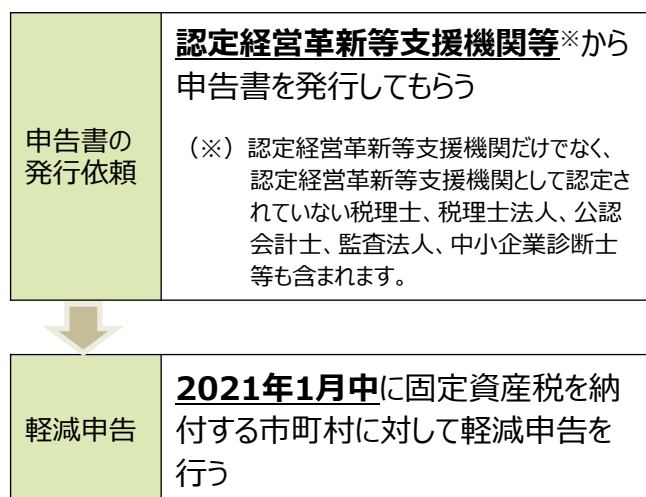 認定経営革新等支援機関等※から
申告書を発行してもらう
申告書の
発行依頼
（※）認定経営革新等支援機関だけでなく、
認定経営革新等支援機関として認定さ
れていない税理士、税理士法人、公認
会計士、監査法人、中小企業診断士
等も含まれます。
2021年1月中に固定資産税を納
軽減申告
付する市町村に対して軽減申告を
行う